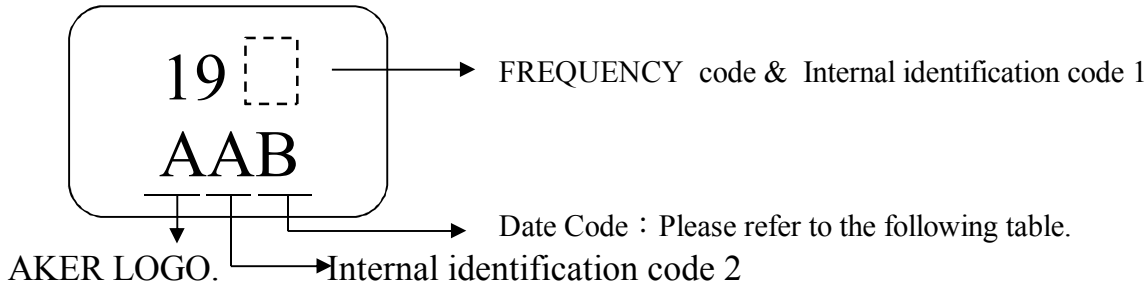 19
FREQUENCY code & Internal identification code 1
AAB
Date Code：Please refer to the following table.
AKER LOGO.
Internal identification code 2